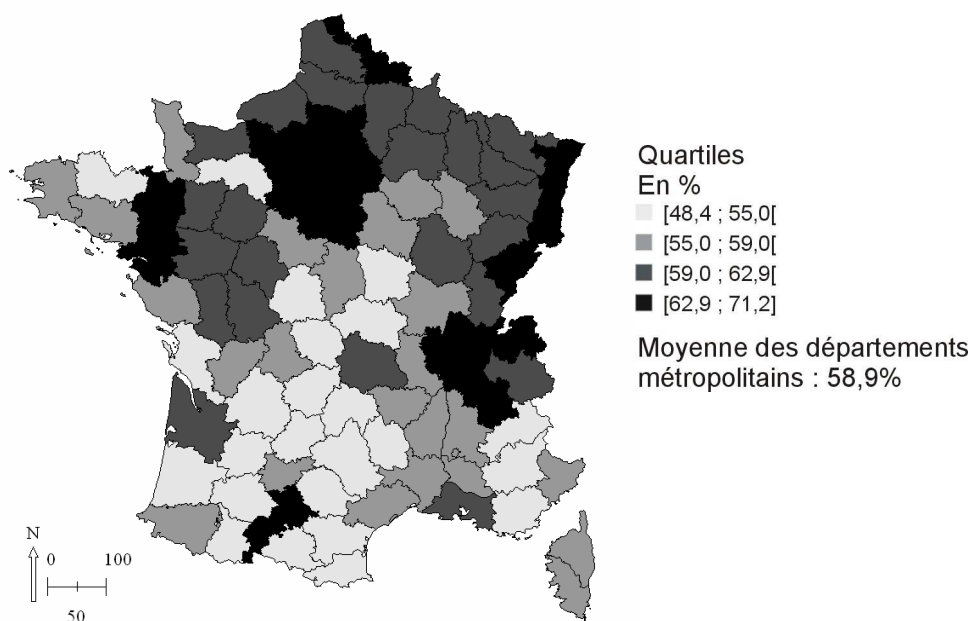 Quartiles
En %
[48,4 ; 55,0[
[55,0 ; 59,0[
[59,0 ; 62,9[
[62,9 ; 71,2]
Moyenne des départements
métropolitains : 58,9%
N
0 100
50